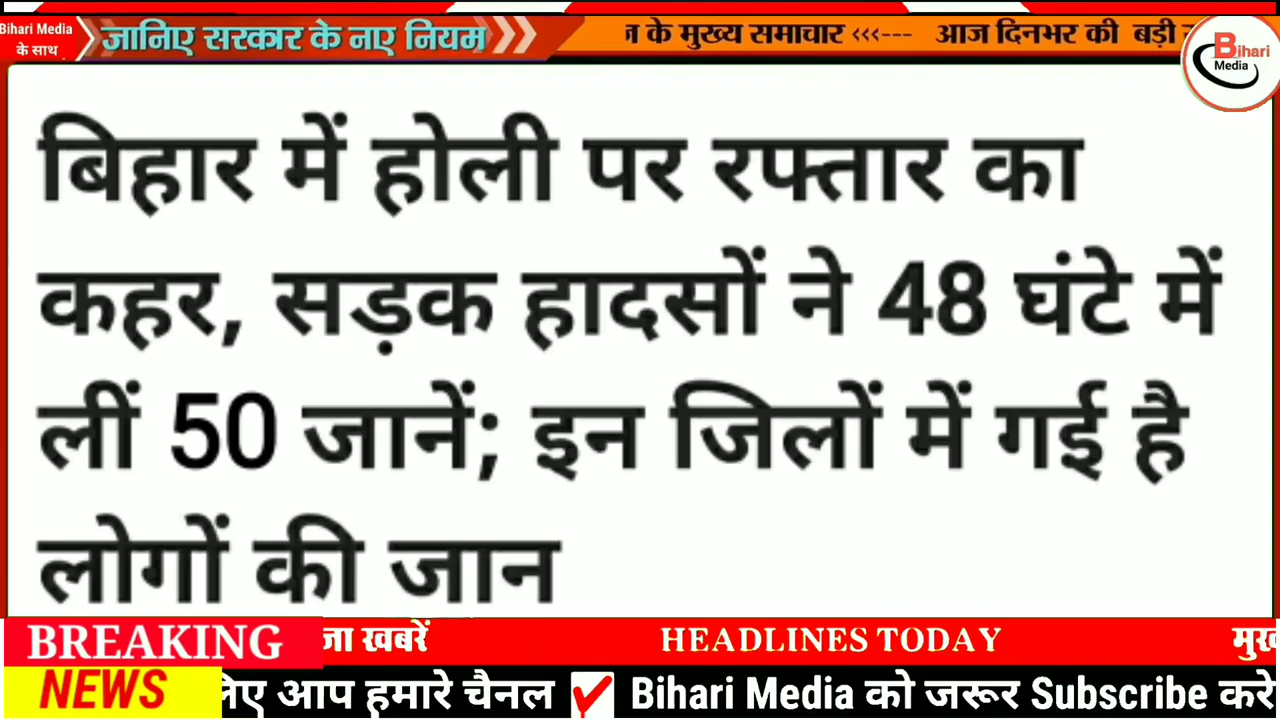 Bihari Media
के साथ
जानिए सरकार के नए नियम
के मुख्य समाचार <<<--- आज दिनभर की बड़ी
Bihari
Media
बिहार में होली पर रफ्तार का
कहर, सड़क हादसों ने 48 घंटे में
लीं 50 जानें; इन जिलों में गई है
लोगों की जान
BREAKING
खबरें HEADLINES TODAY
NEWS
आप हमारे चैनल ✔ Bihari Media को जरूर Subscribe करे